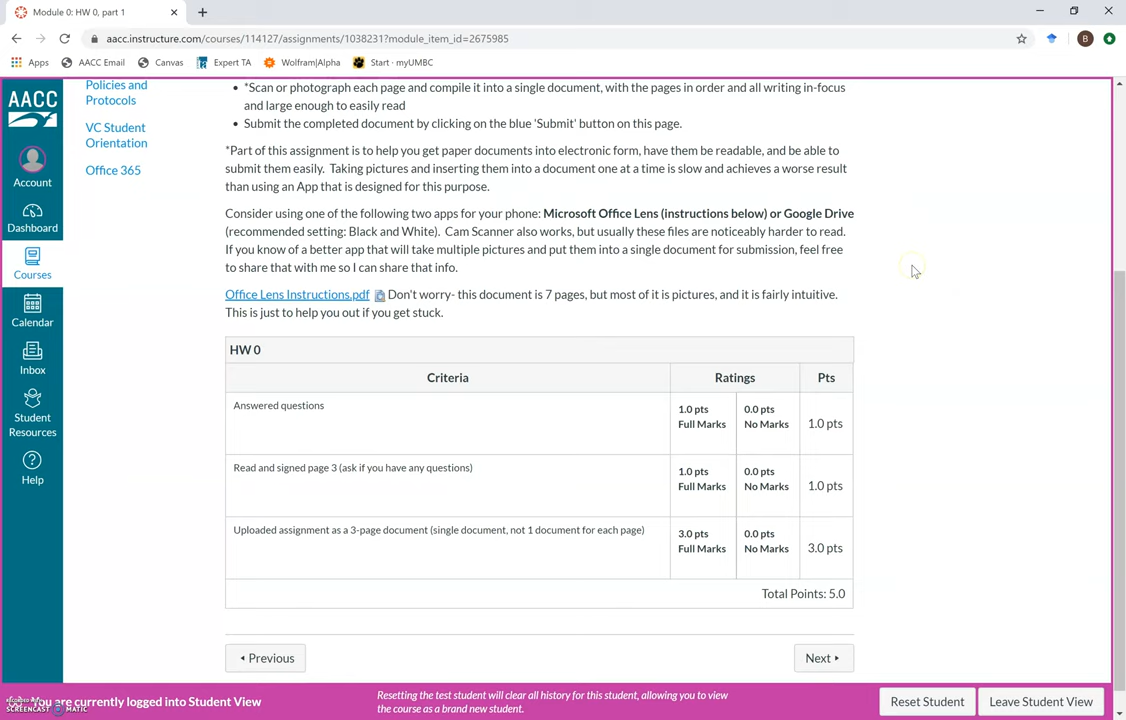 Module 0: HW 0, part 1
aacc.instructure.com/courses/114127/assignments/1038231?module_item_id=2675985
B
Apps
AACC Email
Canvas
Expert TA
Wolfram|Alpha
Start · myUMBC
AACC
Account
Dashboard
Courses
Calendar
Inbox
Student
Resources
Help
Policies and
Protocols
VC Student
Orientation
Office 365
*Scan or photograph each page and compile it into a single document, with the pages in order and all writing in-focus
and large enough to easily read
Submit the completed document by clicking on the blue 'Submit' button on this page.
*Part of this assignment is to help you get paper documents into electronic form, have them be readable, and be able to
submit them easily. Taking pictures and inserting them into a document one at a time is slow and achieves a worse result
than using an App that is designed for this purpose.
Consider using one of the following two apps for your phone: Microsoft Office Lens (instructions below) or Google Drive
(recommended setting: Black and White). Cam Scanner also works, but usually these files are noticeably harder to read.
If you know of a better app that will take multiple pictures and put them into a single document for submission, feel free
to share that with me so I can share that info.
Office Lens Instructions.pdf Don't worry- this document is 7 pages, but most of it is pictures, and it is fairly intuitive.
This is just to help you out if you get stuck.
HW 0
Criteria Ratings Pts
Answered questions
1.0 pts 0.0 pts
Full Marks No Marks
1.0 pts
Read and signed page 3 (ask if you have any questions)
1.0 pts 0.0 pts
Full Marks No Marks
1.0 pts
Uploaded assignment as a 3-page document (single document, not 1 document for each page)
3.0 pts 0.0 pts
Full Marks No Marks
3.0 pts
Total Points: 5.0
Previous
Next
You are currently logged into Student View
SCREENCAST MATIC
Resetting the test student will clear all history for this student, allowing you to view
the course as a brand new student.
Reset Student
Leave Student View